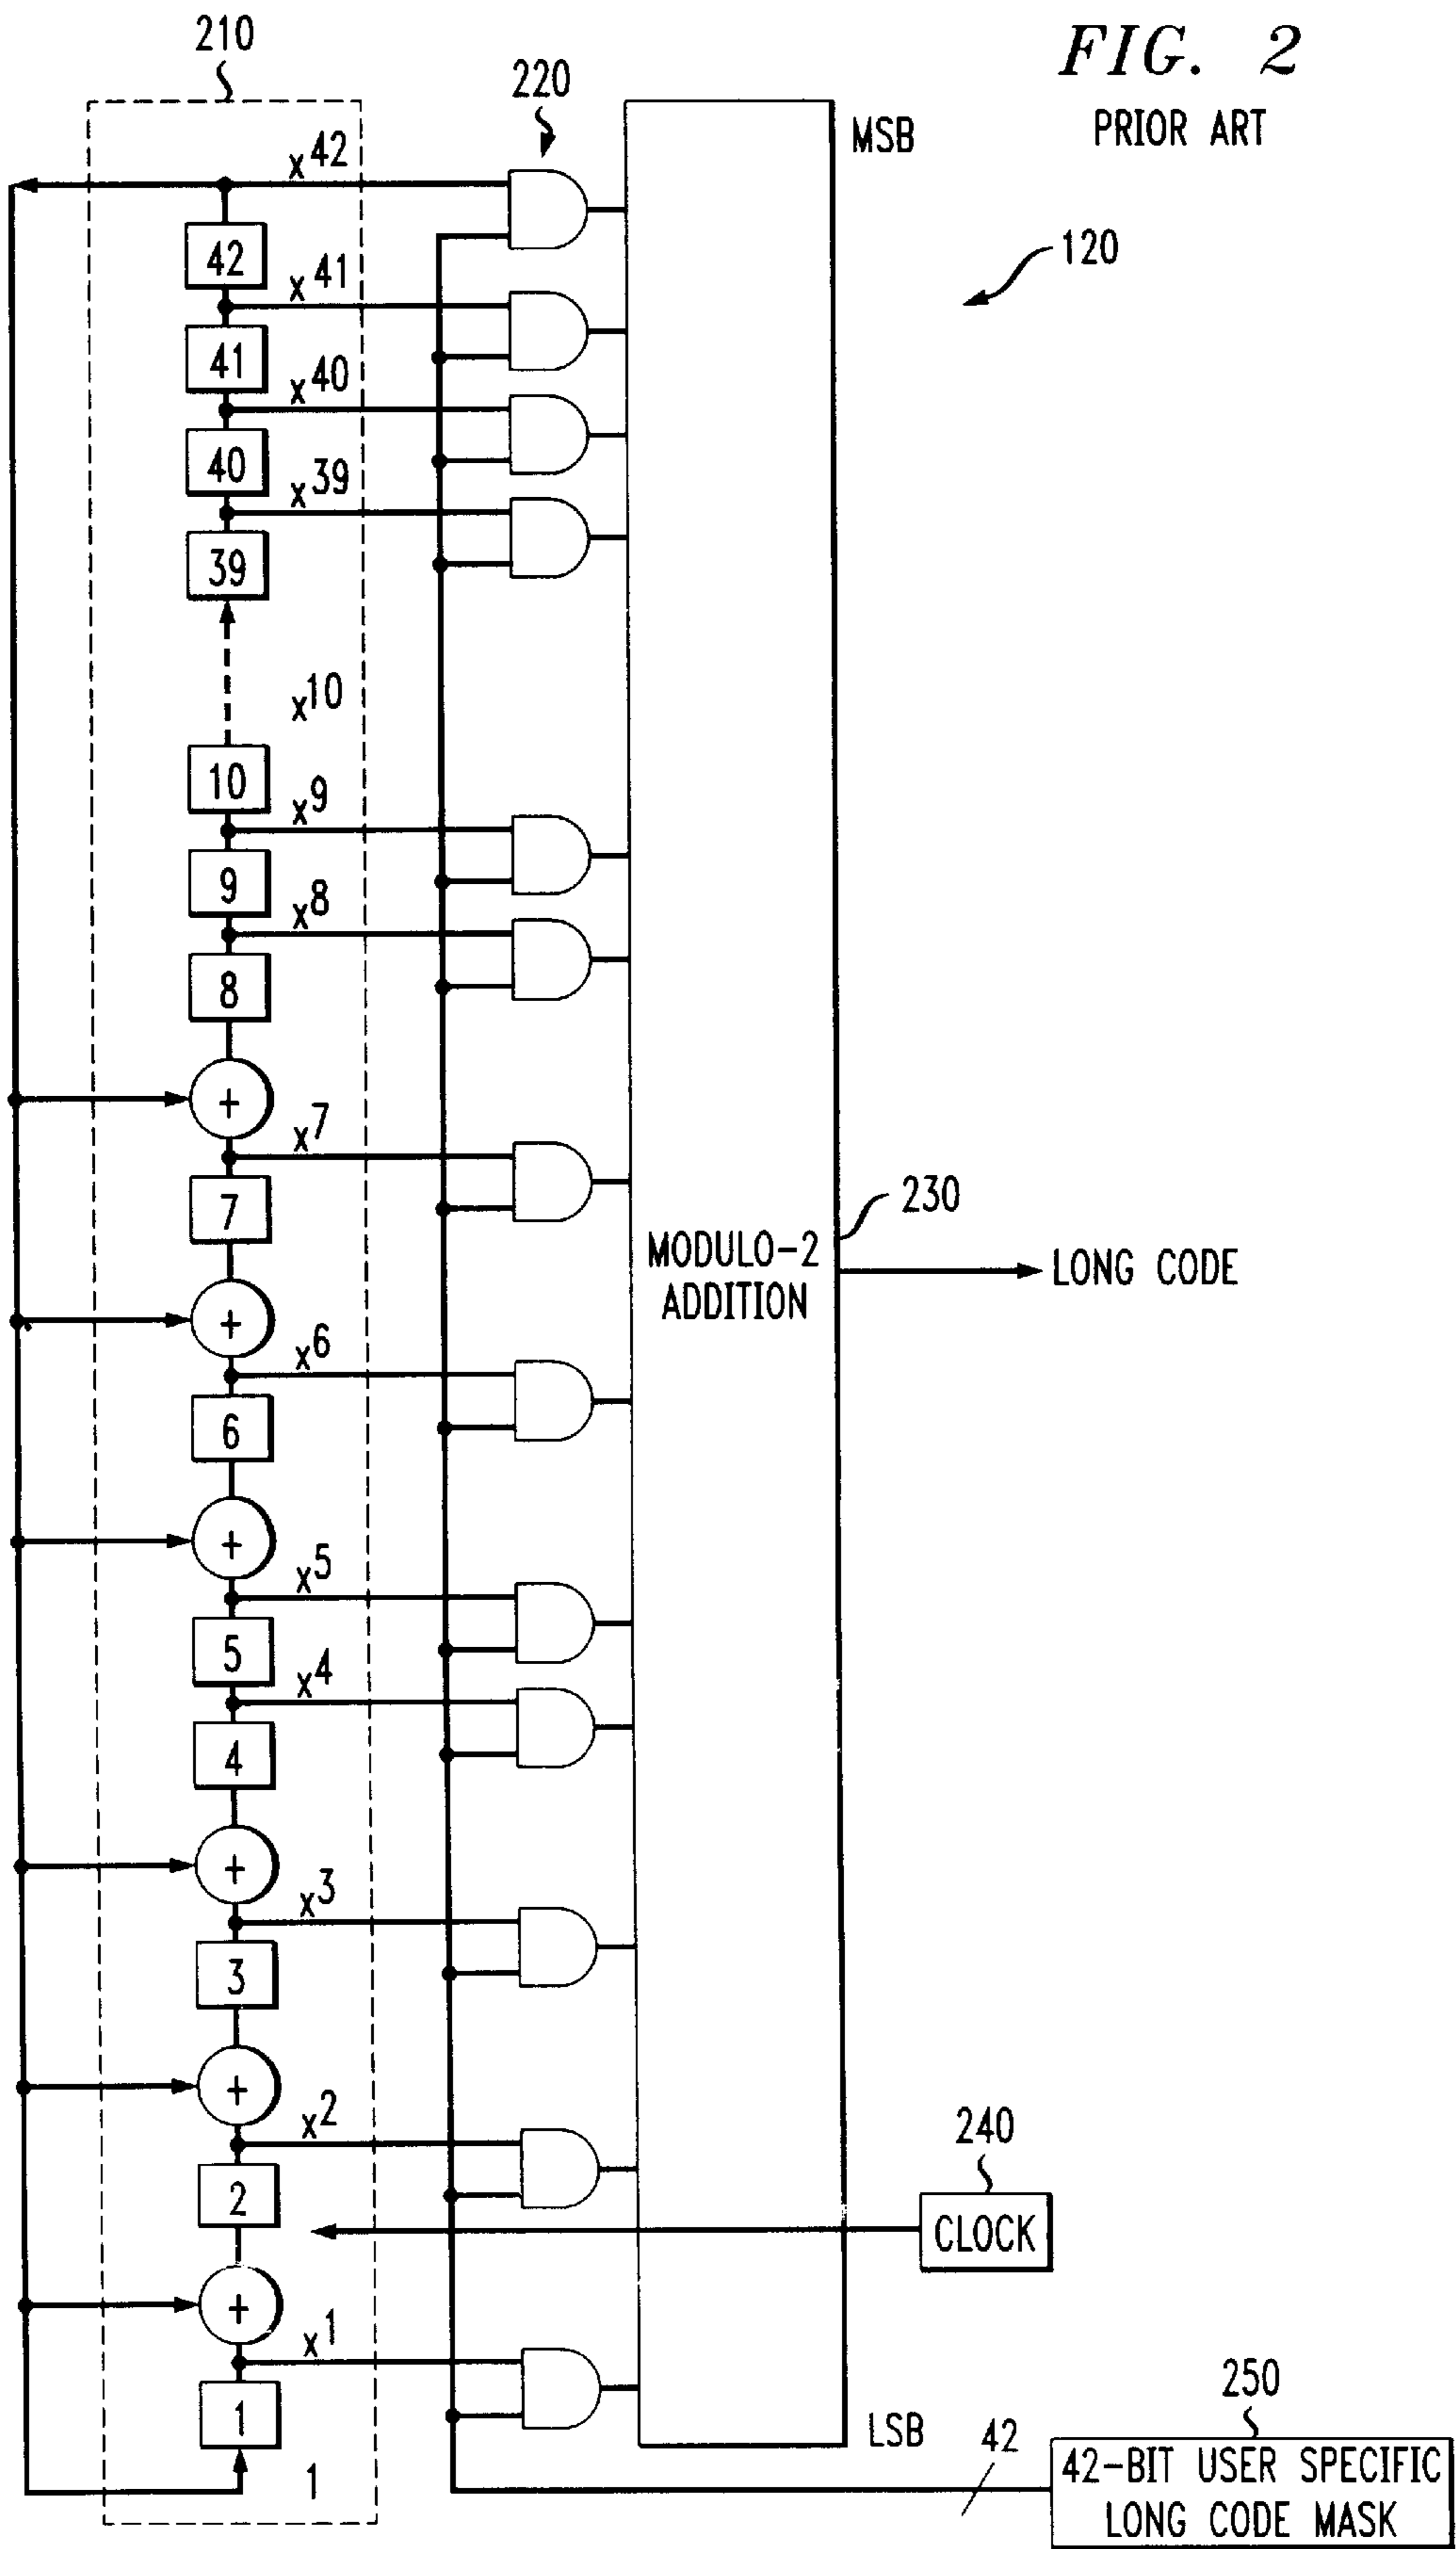 FIG. 2
PRIOR ART
210
220
MSB
x42
120
42
x41
41
x40
40
x39
39
x10
10
x9
9
x8
8
+
x7
7
230
MODULO-2
ADDITION
LONG CODE
+
x6
6
+
x5
5
x4
4
+
x3
3
+
x2
2
240
CLOCK
+
x1
1
LSB
42
1
250
42-BIT USER SPECIFIC
LONG CODE MASK